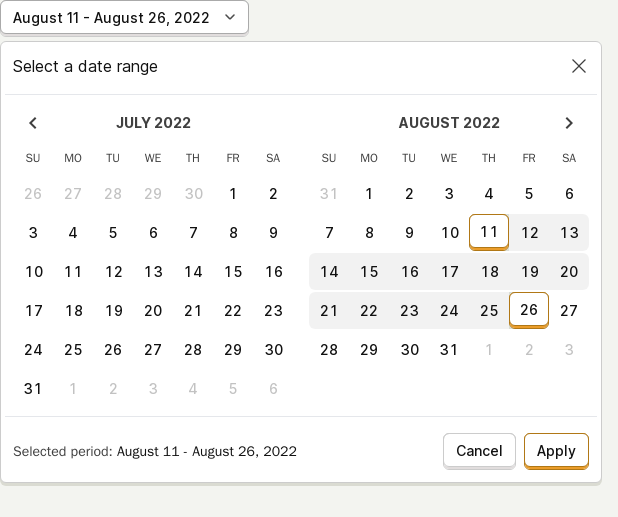 August 11 - August 26, 2022
Select a date range
JULY 2022
SU MO TU WE TH FR SA
26 27 28 29 30 1 2
3 4 5 6 7 8 9
10 11 12 13 14 15 16
17 18 19 20 21 22 23
24 25 26 27 28 29 30
31 1 2 3 4 5 6
AUGUST 2022
SU MO TU WE TH FR SA
31 1 2 3 4 5 6
7 8 9 10 11 12 13
14 15 16 17 18 19 20
21 22 23 24 25 26 27
28 29 30 31 1 2 3
Selected period: August 11 - August 26, 2022
Cancel
Apply